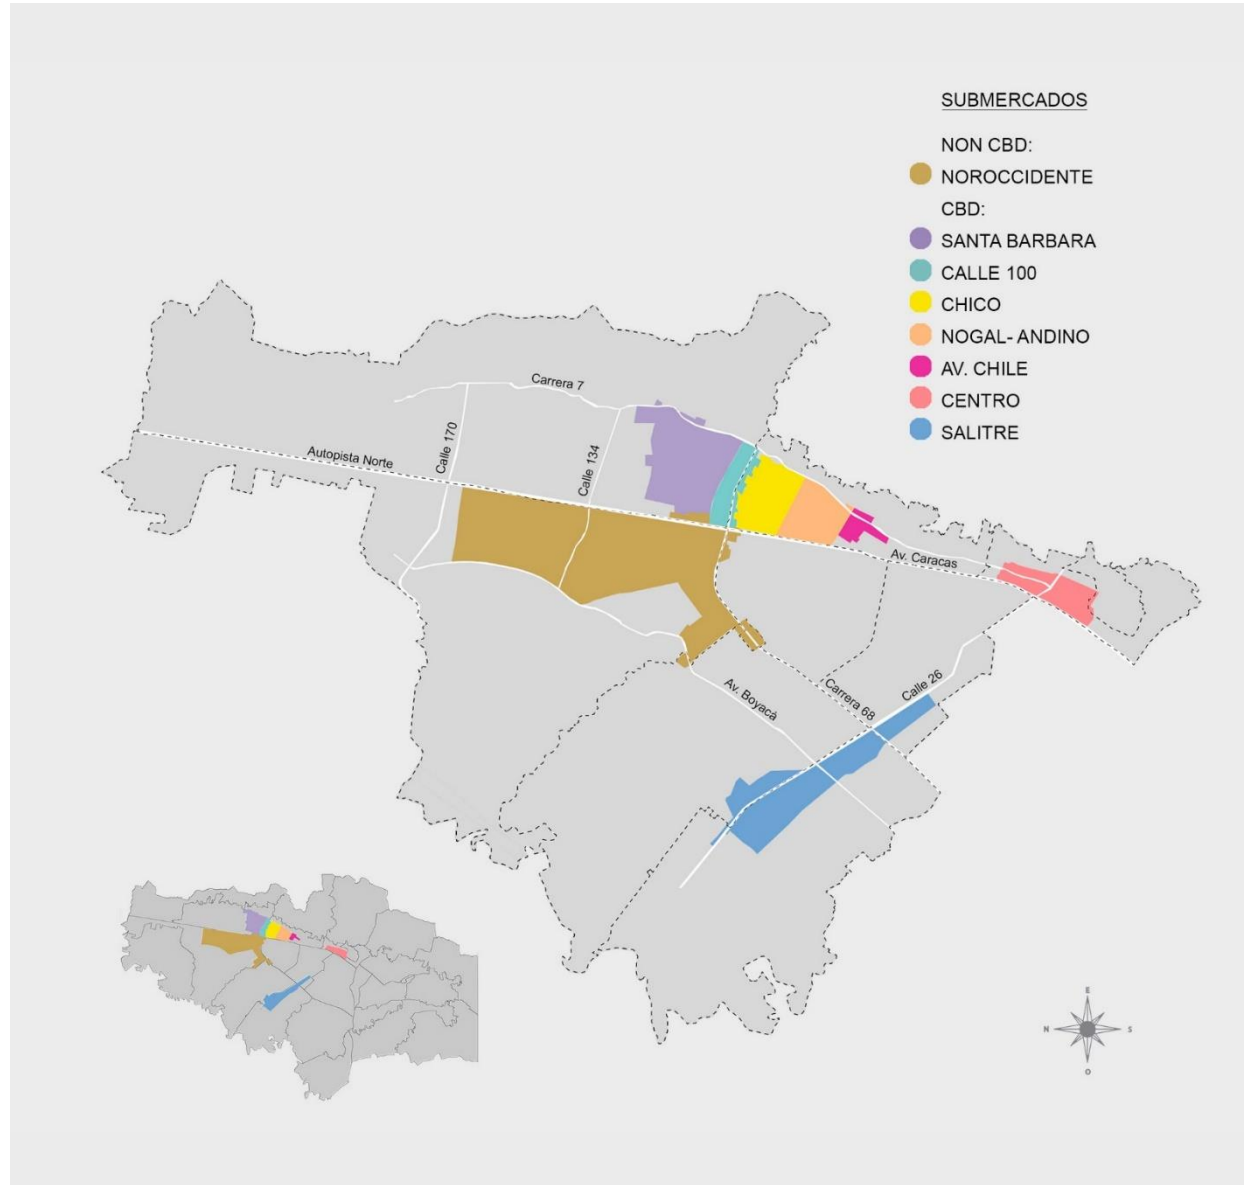 SUBMERCADOS
NON CBD:
NOROCCIDENTE
CBD:
SANTA BARBARA
CALLE 100
CHICO
NOGAL- ANDINO
AV. CHILE
CENTRO
SALITRE
Carrera 7
Calle 170
Calle 134
Autopista Norte
Av. Caracas
Carrera 68
Calle 26
Av. Boyacá
E
N
S
O